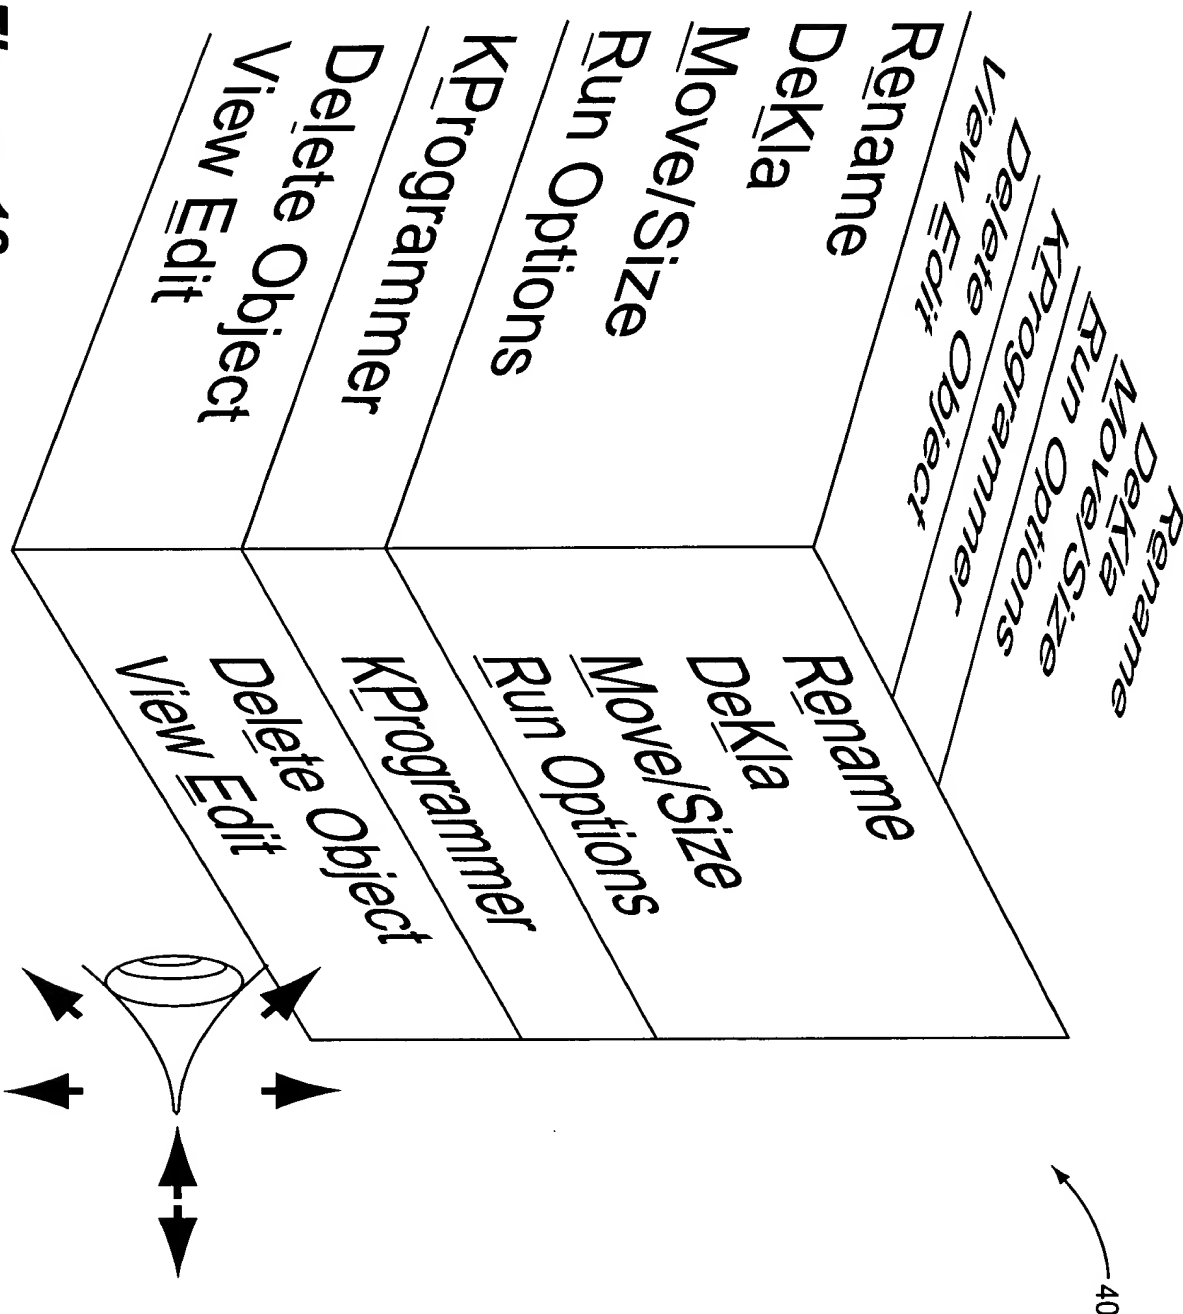 Rename
DeKla
Move/Size
Run Options
KProgrammer
Delete Object
View Edit
40
Rename
DeKla
Move/Size
Run Options
KProgrammer
Delete Object
View Edit
Rename
DeKla
Move/Size
Run Options
KProgrammer
Delete Object
View Edit